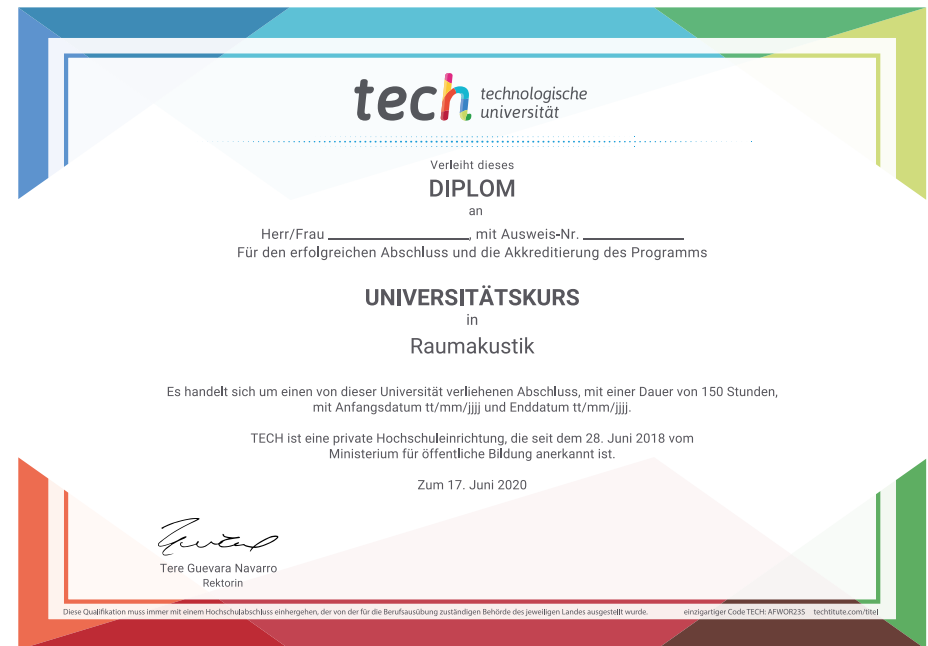 tech technologische
universität
Verleiht dieses
DIPLOM
an
Herr/Frau ________________, mit Ausweis-Nr. ____________
Für den erfolgreichen Abschluss und die Akkreditierung des Programms
UNIVERSITÄTSKURS
in
Raumakustik
Es handelt sich um einen von dieser Universität verliehenen Abschluss, mit einer Dauer von 150 Stunden,
mit Anfangsdatum tt/mm/jjjj und Enddatum tt/mm/jjjj.
TECH ist eine private Hochschuleinrichtung, die seit dem 28. Juni 2018 vom
Ministerium für öffentliche Bildung anerkannt ist.
Zum 17. Juni 2020
Tere Guevara Navarro
Rektorin
Diese Qualifikation muss immer mit einem Hochschulabschluss einhergehen, der von der für die Berufsausübung zuständigen Behörde des jeweiligen Landes ausgestellt wurde. einzigartiger Code TECH: AFWOR23S techtitute.com/titel